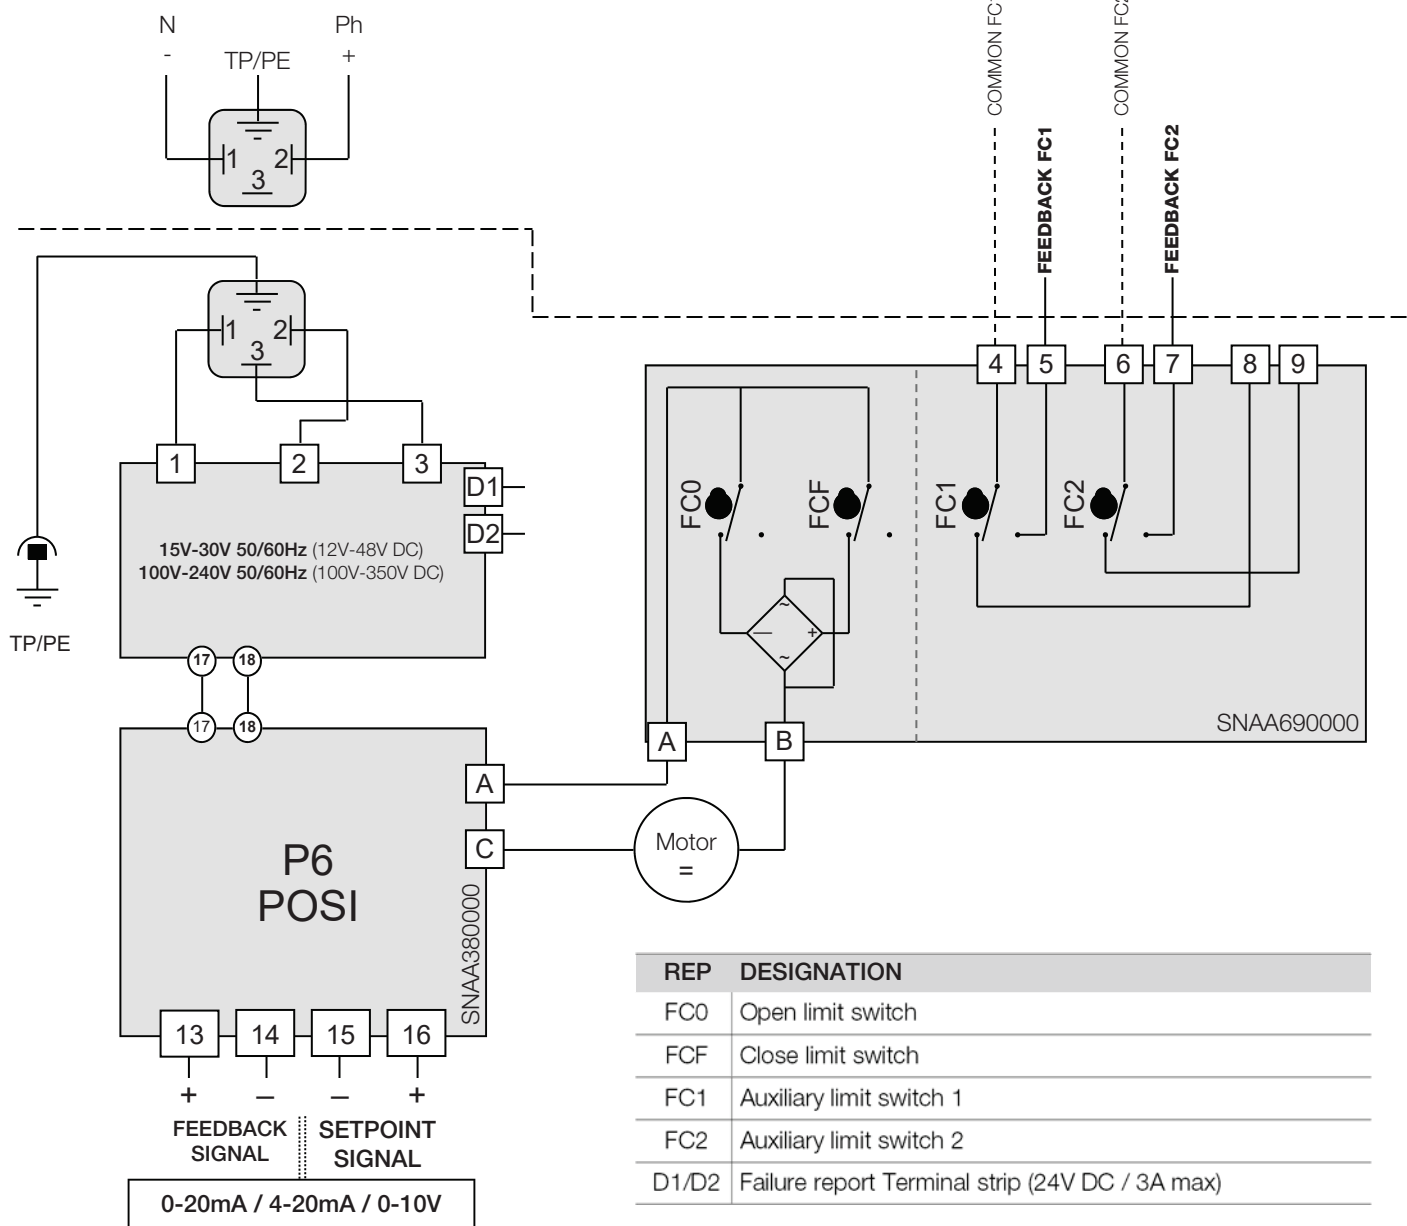 N
Ph
-
TP/PE
+
1
2
3
COMMON FC1
FEEDBACK FC1
COMMON FC2
FEEDBACK FC2
1
2
3
1
2
3
D1
D2
15V-30V 50/60Hz (12V-48V DC)
100V-240V 50/60Hz (100V-350V DC)
TP/PE
17
18
17
18
4
5
6
7
8
9
FC0
FCF
FC1
FC2
~
—
+
~
SNAA690000
A
B
A
C
Motor
=
P6
POSI
SNAA380000
13
14
15
16
+
–
–
+
FEEDBACK
SIGNAL
SETPOINT
SIGNAL
0-20mA / 4-20mA / 0-10V
REP DESIGNATION
FC0 Open limit switch
FCF Close limit switch
FC1 Auxiliary limit switch 1
FC2 Auxiliary limit switch 2
D1/D2 Failure report Terminal strip (24V DC / 3A max)